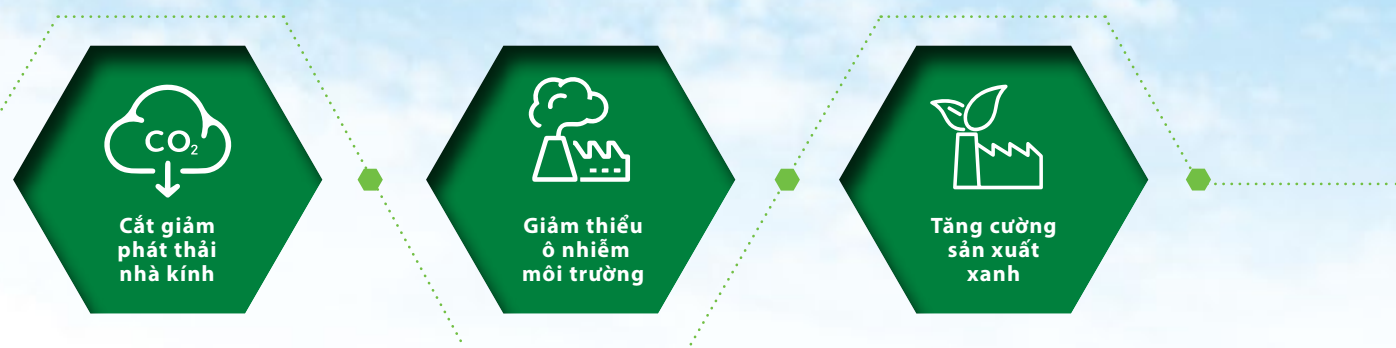 CO₂
Cắt giảm
phát thải
nhà kính
Giảm thiểu
ô nhiễm
môi trường
Tăng cường
sản xuất
xanh